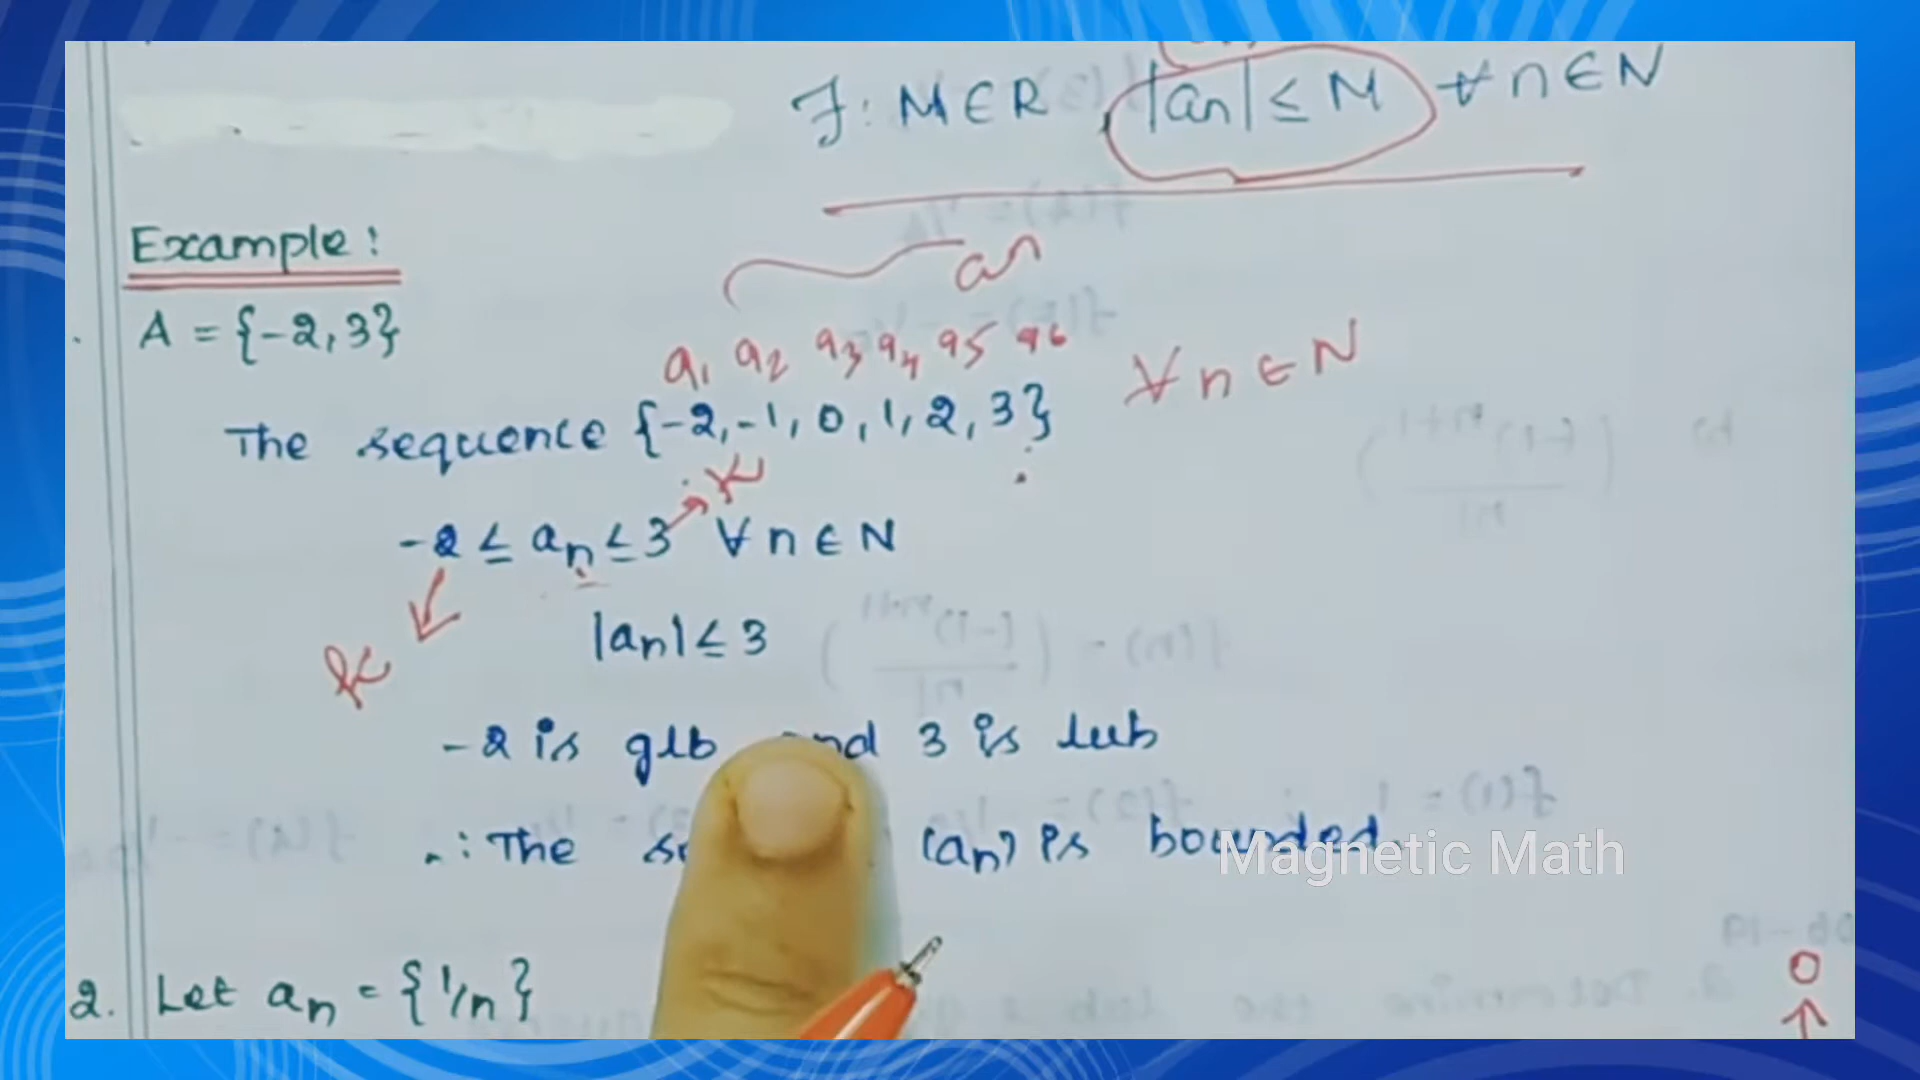 ∃: M∈R, |an| ≤ M ∀ n∈N
Example:
an
A = {-2, 3}
a1 a2 a3 a4 a5 a6 ∀ n ∈ N
The sequence {-2, -1, 0, 1, 2, 3}
K
-2 ≤ an ≤ 3 ∀ n ∈ N
k
|an| ≤ 3
-2 is glb and 3 is lub
∴ The (an) is bounded.
Magnetic Math
2. Let an = {1/n}
0